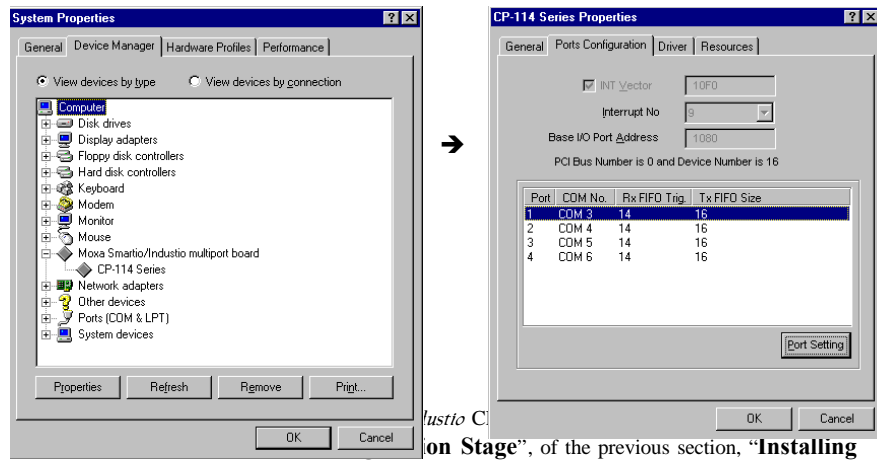 System Properties
General Device Manager Hardware Profiles Performance
View devices by type View devices by connection
Computer
Disk drives
Display adapters
Floppy disk controllers
Hard disk controllers
Keyboard
Modem
Monitor
Mouse
Moxa Smartio/Industio multiport board
CP-114 Series
Network adapters
Other devices
Ports (COM & LPT)
System devices
Properties Refresh Remove Print...
OK Cancel
➔
CP-114 Series Properties
General Ports Configuration Driver Resources
INT Vector 10F0
Interrupt No 9
Base I/O Port Address 1080
PCI Bus Number is 0 and Device Number is 16
Port COM No. Rx FIFO Trig. Tx FIFO Size
1 COM 3 14 16
2 COM 4 14 16
3 COM 5 14 16
4 COM 6 14 16
Port Setting
OK Cancel
Stage”, of the previous section, “Installing